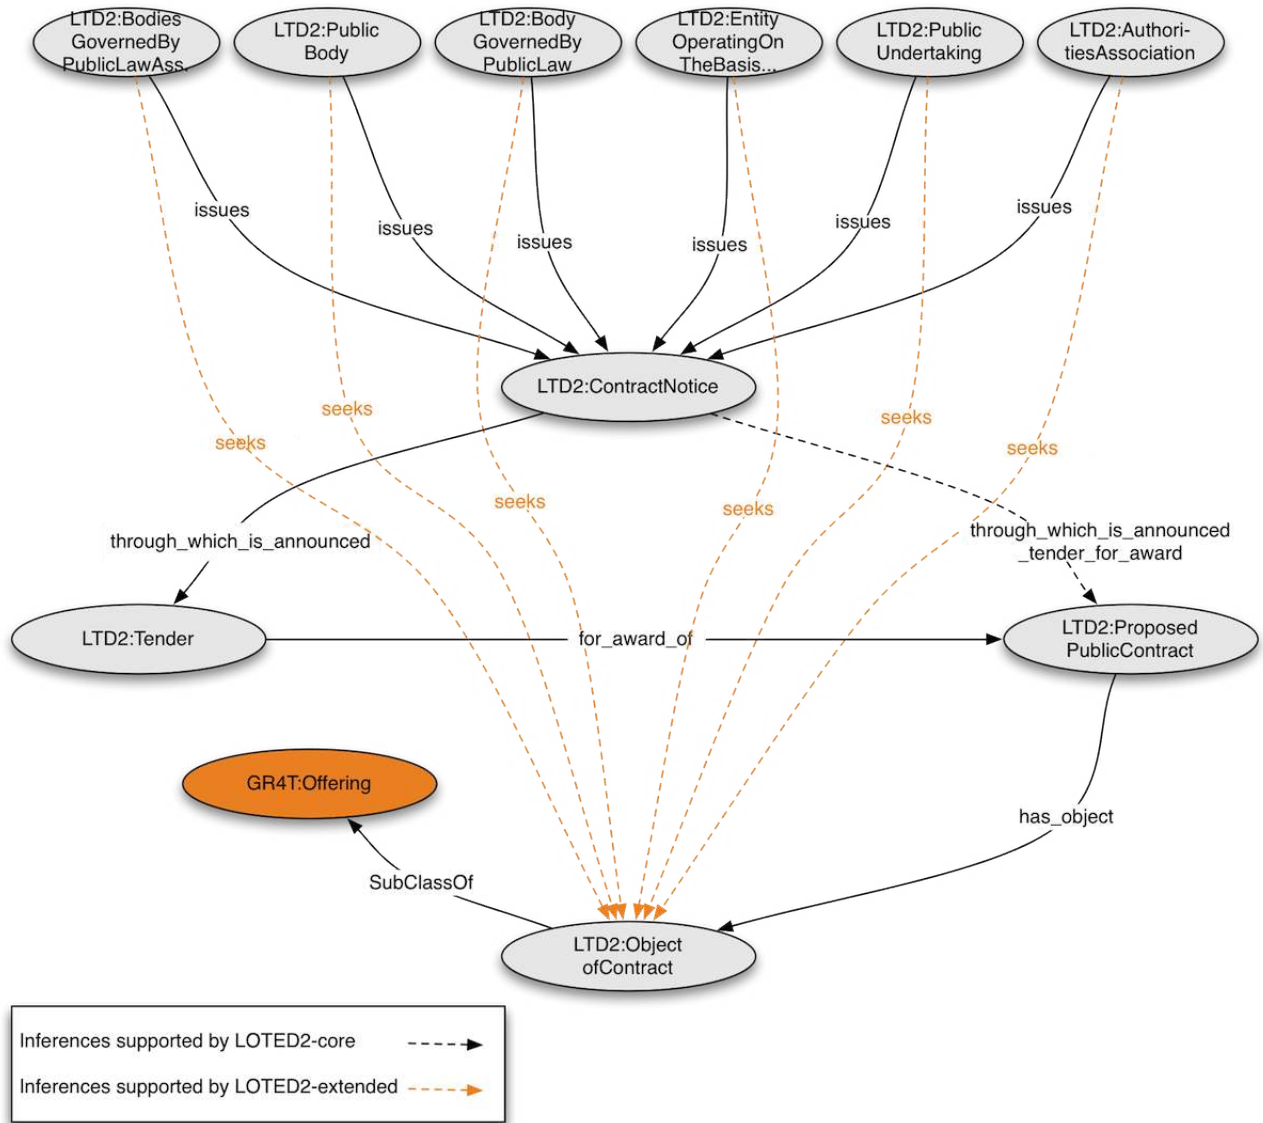 LTD2:Bodies
GovernedBy
PublicLawAss.
LTD2:Public
Body
LTD2:Body
GovernedBy
PublicLaw
LTD2:Entity
OperatingOn
TheBasis...
LTD2:Public
Undertaking
LTD2:Authori-
tiesAssociation
issues
issues
issues
issues
issues
issues
LTD2:ContractNotice
seeks
seeks
seeks
seeks
seeks
seeks
through_which_is_announced
through_which_is_announced
_tender_for_award
LTD2:Tender
for_award_of
LTD2:Proposed
PublicContract
GR4T:Offering
has_object
SubClassOf
LTD2:Object
ofContract
Inferences supported by LOTED2-core
Inferences supported by LOTED2-extended